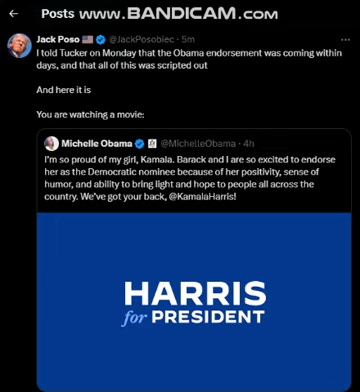 Posts www.BANDICAM.com
Jack Poso 🇺🇸 @JackPosobiec · 5m
I told Tucker on Monday that the Obama endorsement was coming within
days, and that all of this was scripted out
And here it is
You are watching a movie:
Michelle Obama @MichelleObama · 4h
I'm so proud of my girl, Kamala. Barack and I are so excited to endorse
her as the Democratic nominee because of her positivity, sense of
humor, and ability to bring light and hope to people all across the
country. We've got your back, @KamalaHarris!
HARRIS
for PRESIDENT